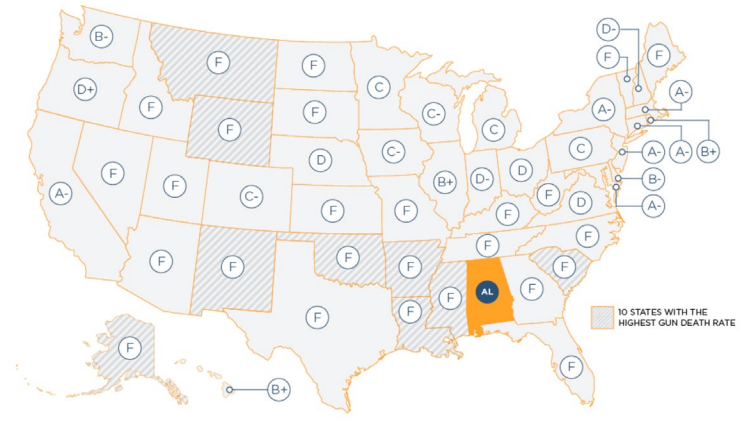 B-
F
F
D+
F
F
F
C
C-
C
D-
F
F
A-
A-
A-
A-
B+
B-
A-
C
A-
F
F
C-
D
F
C-
F
B+
D-
D
F
F
D
F
F
F
F
F
F
F
F
F
F
AL
F
F
F
F
F
B+
10 STATES WITH THE
HIGHEST GUN DEATH RATE